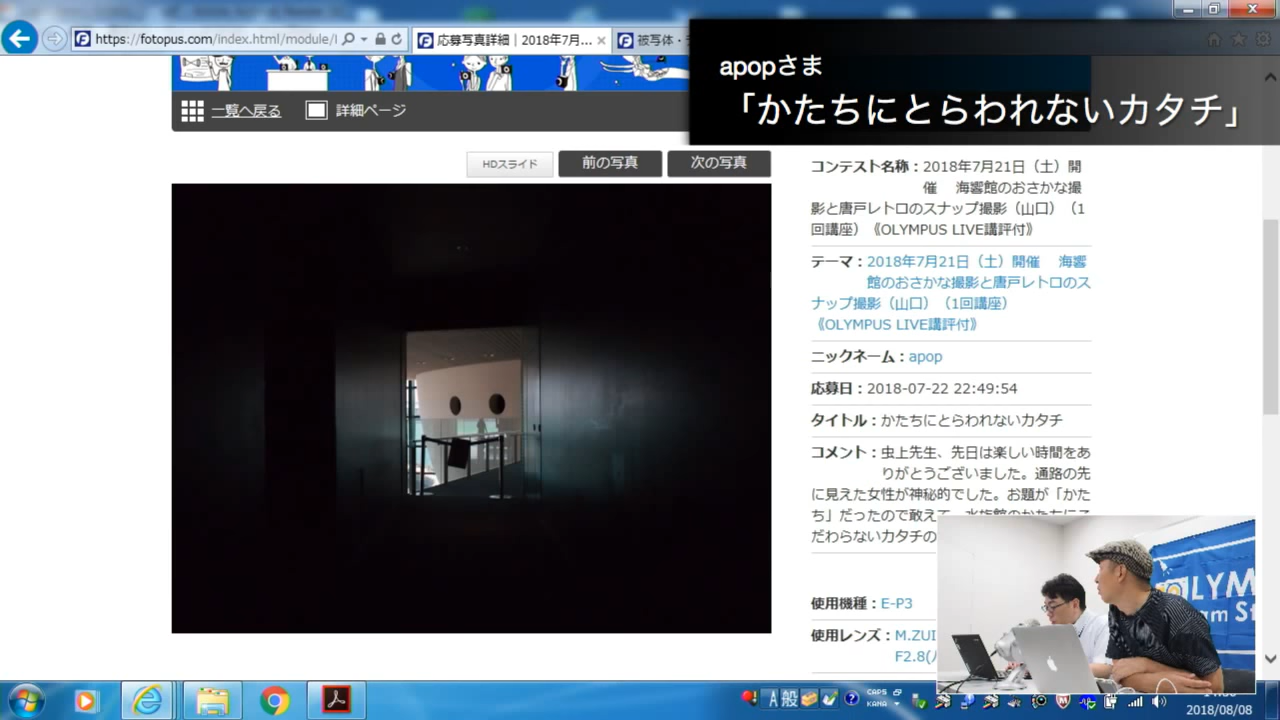 https://fotopus.com/index.html/module/
応募写真詳細｜2018年7月...
被写体・
apopさま
「かたちにとらわれないカタチ」
一覧へ戻る
詳細ページ
HDスライド
前の写真
次の写真
コンテスト名称：2018年7月21日（土）開
催　海響館のおさかな撮
影と唐戸レトロのスナップ撮影（山口）（1
回講座）《OLYMPUS LIVE講評付》
テーマ：2018年7月21日（土）開催　海響
館のおさかな撮影と唐戸レトロのス
ナップ撮影（山口）（1回講座）
《OLYMPUS LIVE講評付》
ニックネーム：apop
応募日：2018-07-22 22:49:54
タイトル：かたちにとらわれないカタチ
コメント：虫上先生、先日は楽しい時間をあ
りがとうございました。通路の先
に見えた女性が神秘的でした。お題が「かた
ち」だったので敢えて、水族館のかたちにこ
だわらないカタチの
使用機種：E-P3
使用レンズ：M.ZUI
F2.8(
OLYM
am St
A 般
CAPS
KANA
2018/08/08